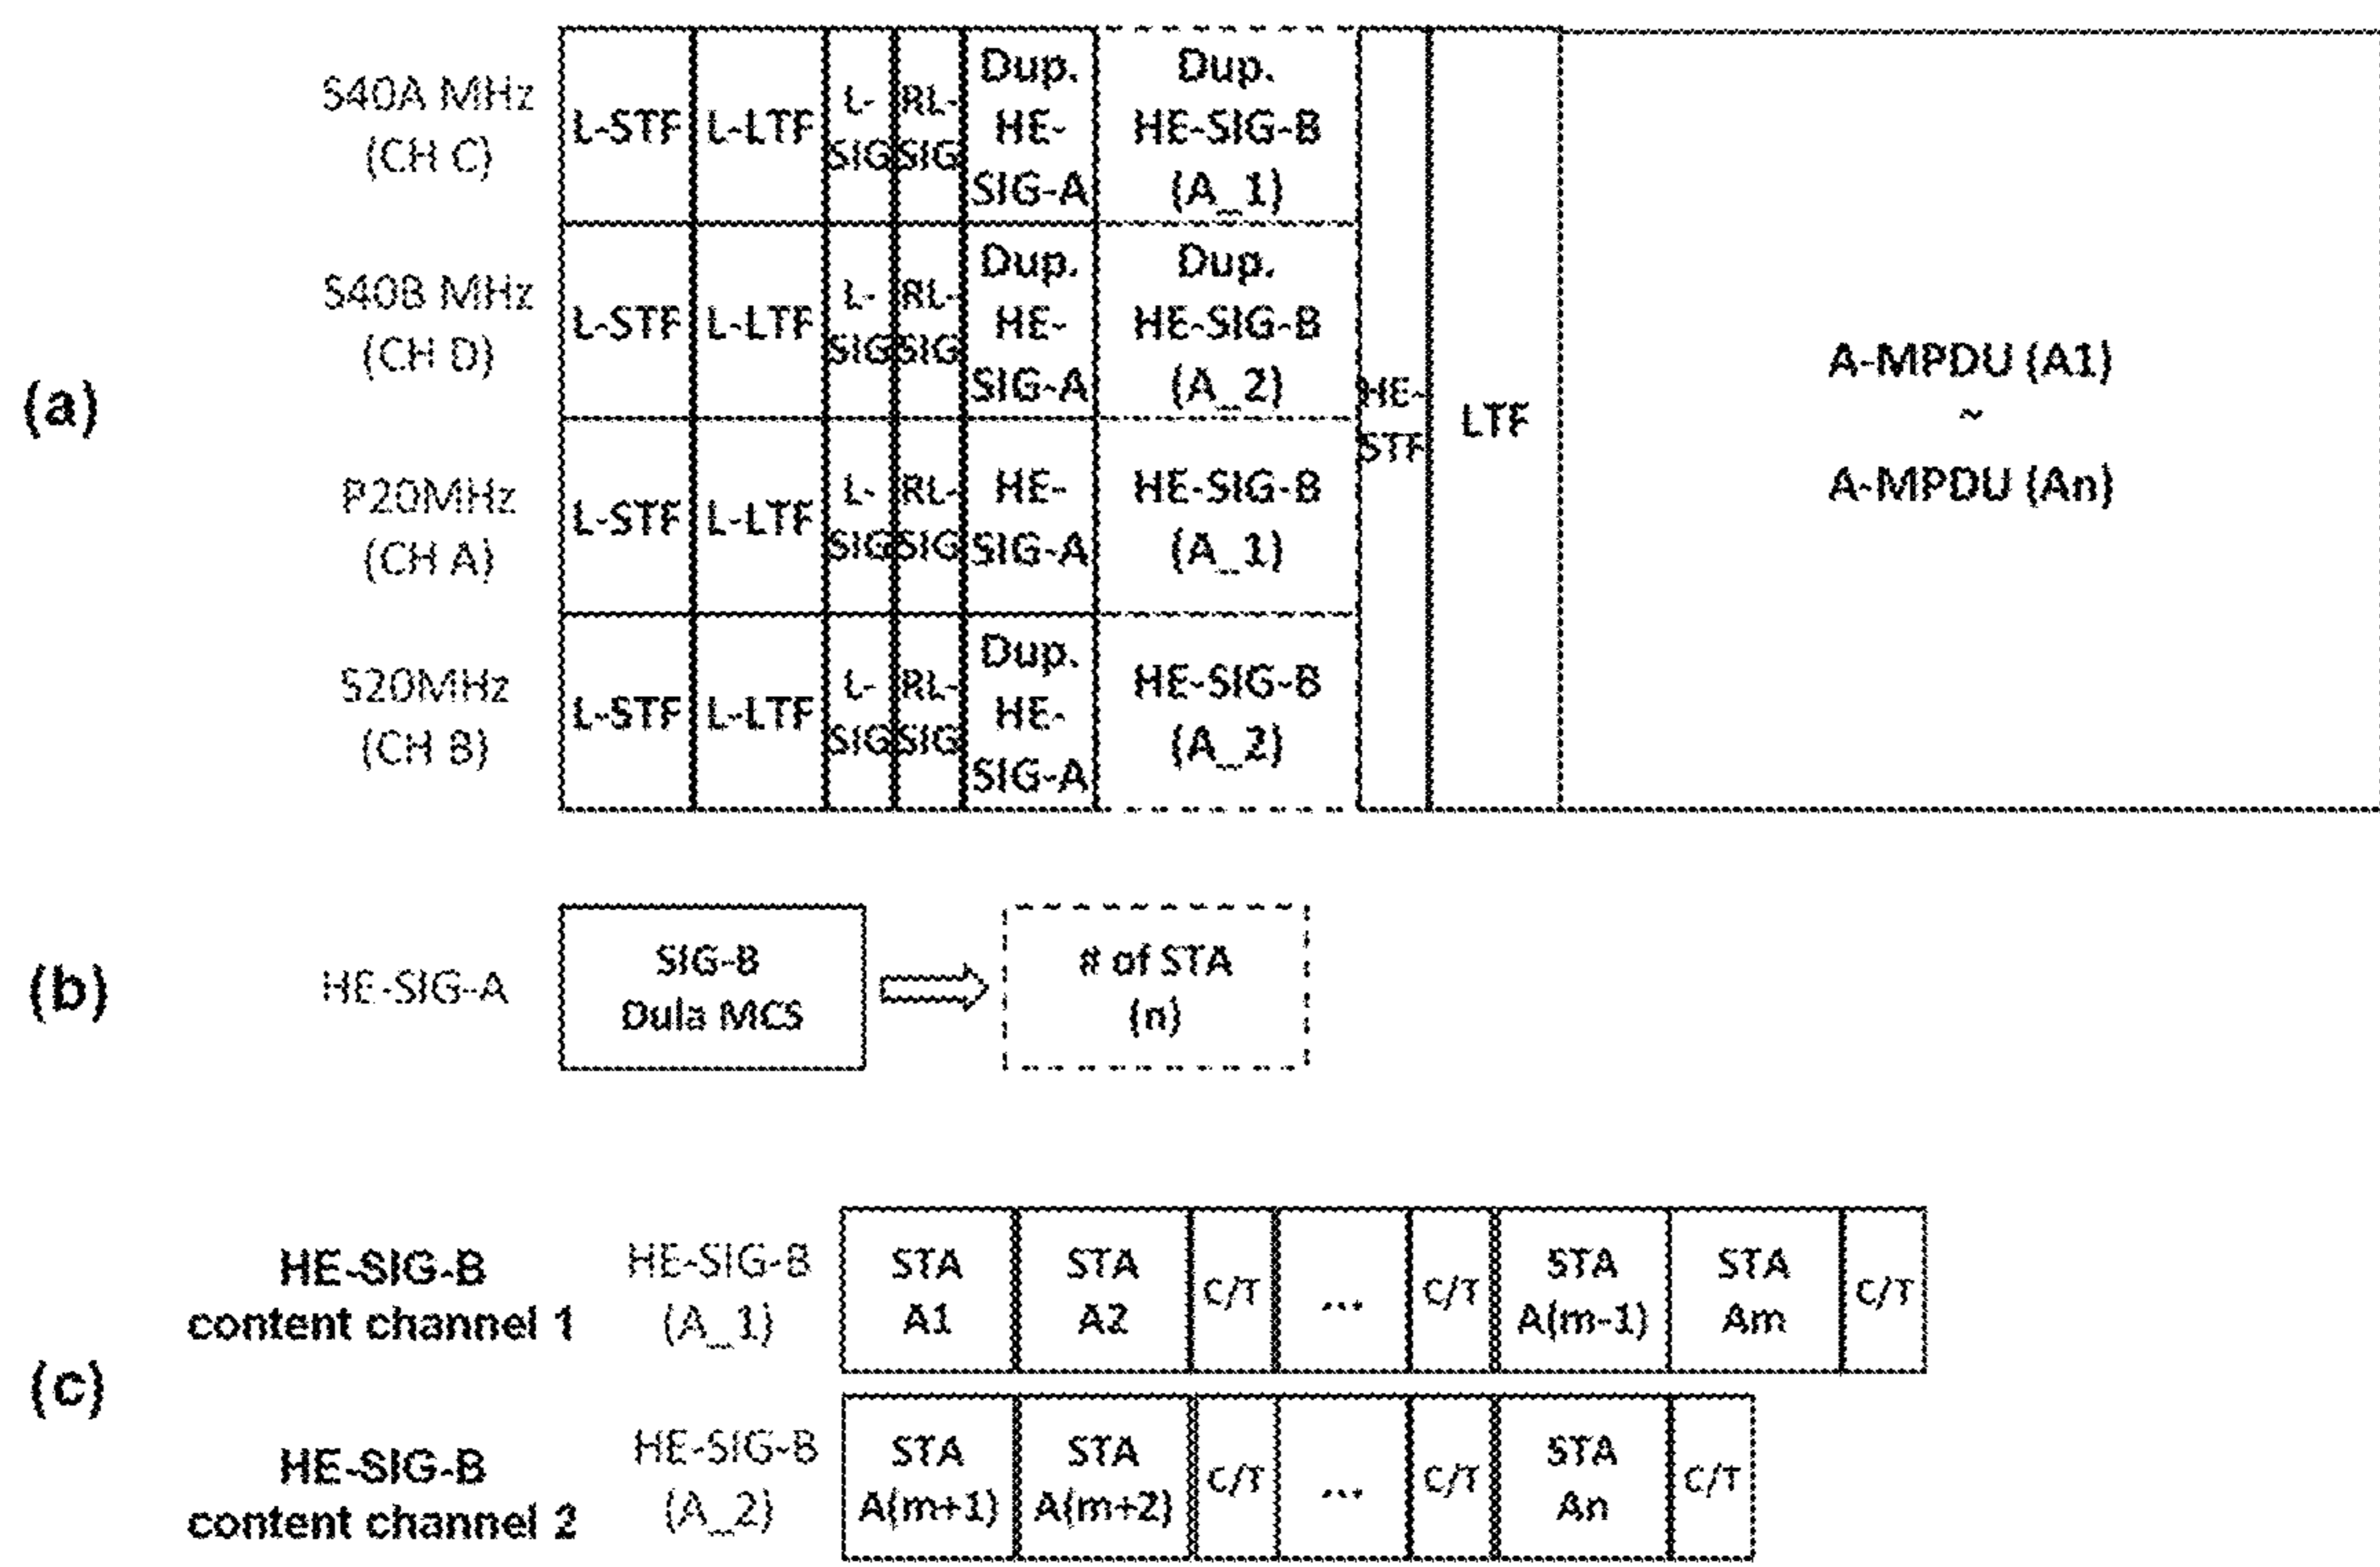 (a)
S40A MHz
(CH C)
L-STF
L-LTF
L-
SIG
RL-
SIG
Dup.
HE-
SIG-A
Dup.
HE-SIG-B
(A_1)
S40B MHz
(CH D)
L-STF
L-LTF
L-
SIG
RL-
SIG
Dup.
HE-
SIG-A
Dup.
HE-SIG-B
(A_2)
P20MHz
(CH A)
L-STF
L-LTF
L-
SIG
RL-
SIG
HE-
SIG-A
HE-SIG-B
(A_1)
S20MHz
(CH B)
L-STF
L-LTF
L-
SIG
RL-
SIG
Dup.
HE-
SIG-A
HE-SIG-B
(A_2)
HE-
STF
LTF
A-MPDU (A1)
~
A-MPDU (An)
(b)
HE-SIG-A
SIG-B
Dula MCS
# of STA
(n)
(c)
HE-SIG-B
content channel 1
HE-SIG-B
(A_1)
STA
A1
STA
A2
C/T
...
C/T
STA
A(m-1)
STA
Am
C/T
HE-SIG-B
content channel 2
HE-SIG-B
(A_2)
STA
A(m+1)
STA
A(m+2)
C/T
...
C/T
STA
An
C/T